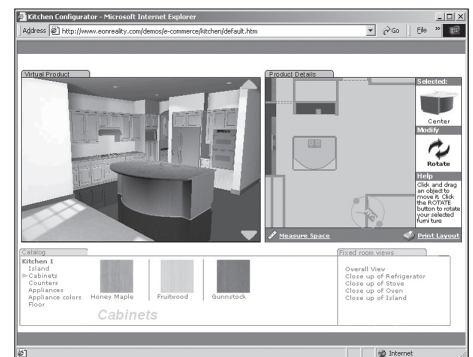 Kitchen Configurator - Microsoft Internet Explorer
Address http://www.eonreality.com/demos/e-commerce/kitchen/default.htm Go File »
Virtual Product
Product Details
Selected:
Center
Modify
Rotate
Help
Click and drag
an object to
move it. Click
the ROTATE
button to rotate
your selected
furniture
Measure Space
Print Layout
Catalog
Kitchen 1
Island
Cabinets
Counters
Appliances
Appliance colors
Floor
Honey Maple
Fruitwood
Gunnstock
Cabinets
Fixed room views
Overall View
Close up of Refrigerator
Close up of Stove
Close up of Oven
Close up of Island
Internet